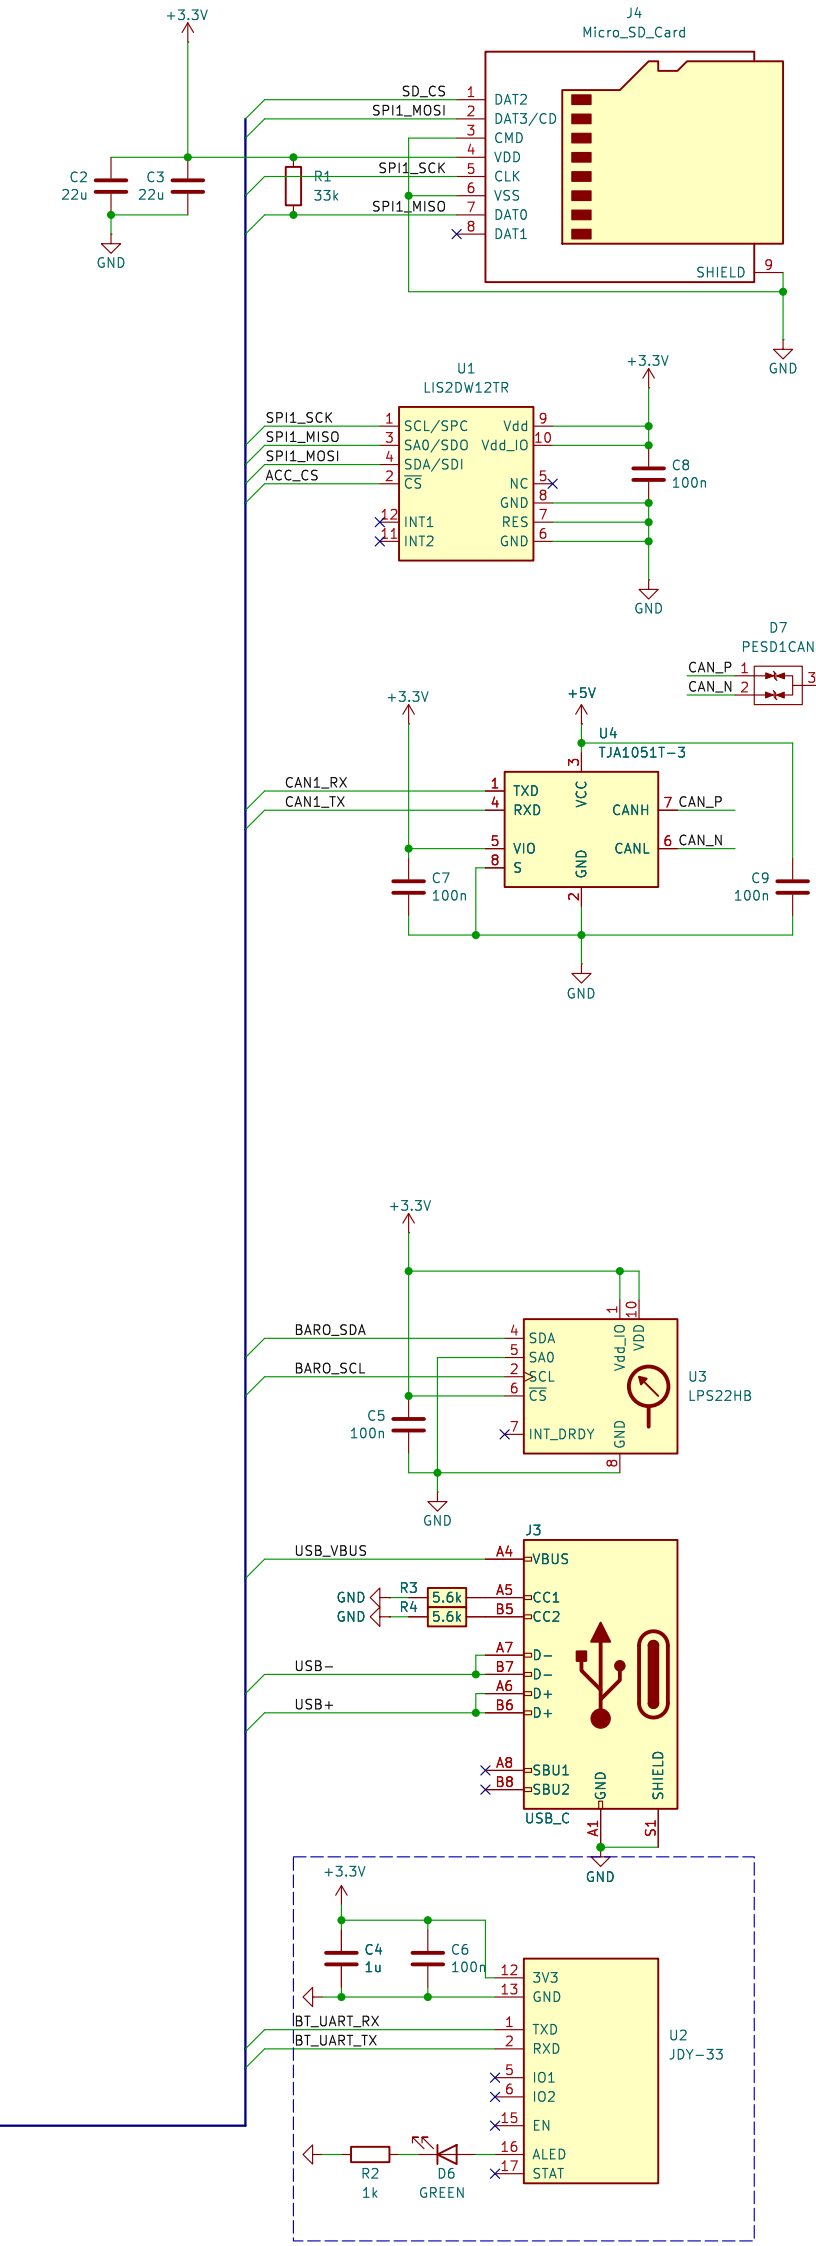 +3.3V
J4
Micro_SD_Card
SD_CS 1 DAT2
SPI1_MOSI 2 DAT3/CD
3 CMD
4 VDD
C2 22u
C3 22u
R1 33k
SPI1_SCK 5 CLK
6 VSS
SPI1_MISO 7 DAT0
8 DAT1
GND
SHIELD 9
GND
U1
LIS2DW12TR
+3.3V
SPI1_SCK 1 SCL/SPC
SPI1_MISO 3 SA0/SDO
SPI1_MOSI 4 SDA/SDI
ACC_CS 2 CS
12 INT1
11 INT2
Vdd 9
Vdd_IO 10
NC 5
GND 8
RES 7
GND 6
C8
100n
GND
D7
PESD1CAN
CAN_P 1
CAN_N 2
3
+3.3V
+5V
U4
TJA1051T-3
3 VCC
CAN1_RX 1 TXD
CAN1_TX 4 RXD
5 VIO
8 S
CANH 7 CAN_P
CANL 6 CAN_N
GND 2
C7
100n
C9
100n
GND
+3.3V
1 Vdd_IO
10 VDD
BARO_SDA 4 SDA
5 SA0
BARO_SCL 2 SCL
6 CS
7 INT_DRDY
GND 8
U3
LPS22HB
C5
100n
GND
J3
USB_VBUS A4 VBUS
GND R3 5.6k A5 CC1
GND R4 5.6k B5 CC2
A7 D-
USB- B7 D-
A6 D+
USB+ B6 D+
A8 SBU1
B8 SBU2
GND A1
SHIELD S1
USB_C
GND
+3.3V
C4
1u
C6
100n
12 3V3
13 GND
BT_UART_RX 1 TXD
BT_UART_TX 2 RXD
U2
JDY-33
5 IO1
6 IO2
15 EN
16 ALED
17 STAT
R2
1k
D6
GREEN